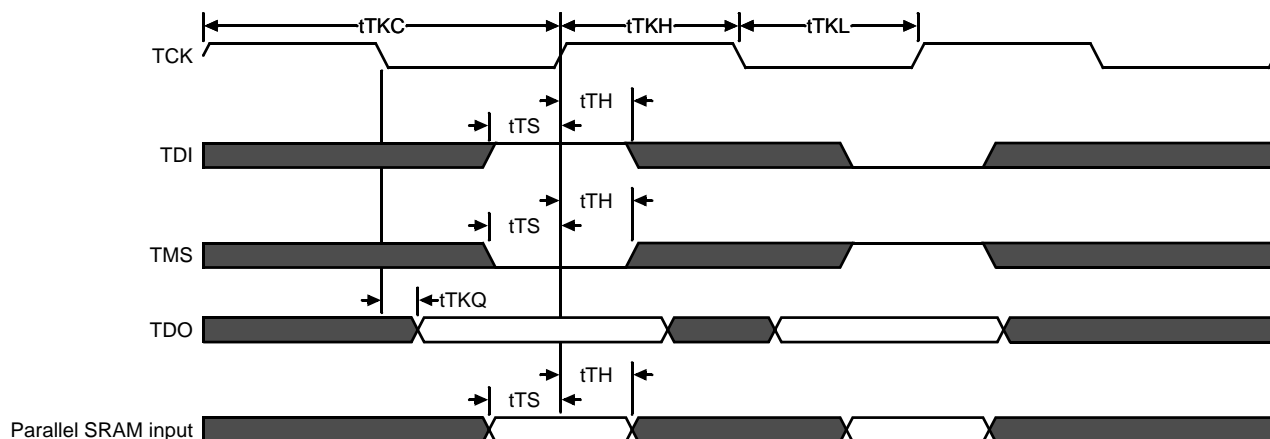 tTKC
tTKH
tTKL
TCK
tTH
tTS
TDI
tTH
tTS
TMS
tTKQ
TDO
tTH
tTS
Parallel SRAM input